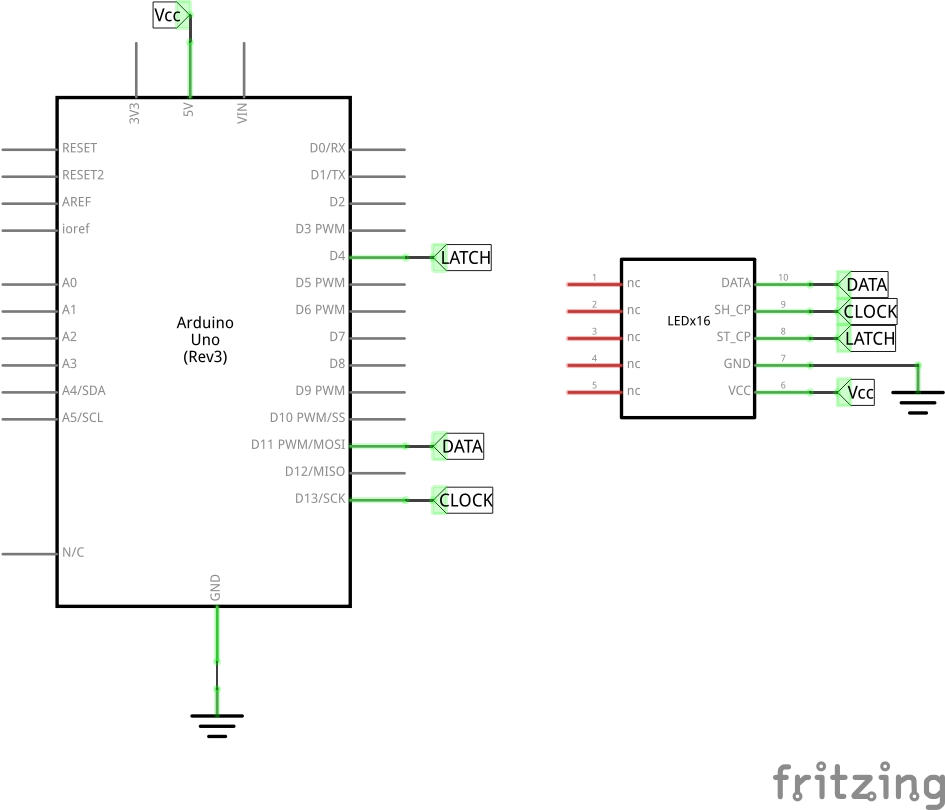 Vcc
3V3
5V
VIN
RESET
RESET2
AREF
ioref
A0
A1
A2
A3
A4/SDA
A5/SCL
N/C
Arduino
Uno
(Rev3)
D0/RX
D1/TX
D2
D3 PWM
D4
D5 PWM
D6 PWM
D7
D8
D9 PWM
D10 PWM/SS
D11 PWM/MOSI
D12/MISO
D13/SCK
GND
LATCH
DATA
CLOCK
1 nc
2 nc
3 nc
4 nc
5 nc
LEDx16
DATA 10 DATA
SH_CP 9 CLOCK
ST_CP 8 LATCH
GND 7
VCC 6 Vcc
fritzing